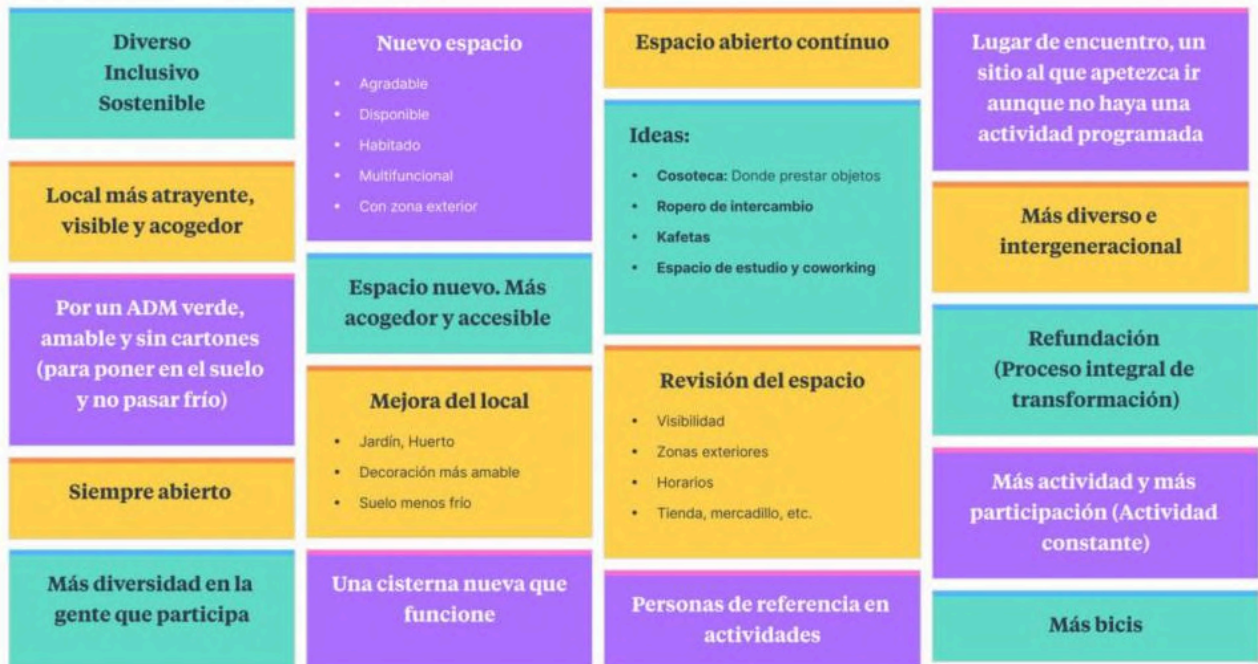 Diverso
Inclusivo
Sostenible
Local más atrayente,
visible y acogedor
Por un ADM verde,
amable y sin cartones
(para poner en el suelo
y no pasar frío)
Siempre abierto
Más diversidad en la
gente que participa
Nuevo espacio
• Agradable
• Disponible
• Habitado
• Multifuncional
• Con zona exterior
Espacio nuevo. Más
acogedor y accesible
Mejora del local
• Jardín, Huerto
• Decoración más amable
• Suelo menos frío
Una cisterna nueva que
funcione
Espacio abierto contínuo
Ideas:
• Cosoteca: Donde prestar objetos
• Ropero de intercambio
• Kafetas
• Espacio de estudio y coworking
Revisión del espacio
• Visibilidad
• Zonas exteriores
• Horarios
• Tienda, mercadillo, etc.
Personas de referencia en
actividades
Lugar de encuentro, un
sitio al que apetezca ir
aunque no haya una
actividad programada
Más diverso e
intergeneracional
Refundación
(Proceso integral de
transformación)
Más actividad y más
participación (Actividad
constante)
Más bicis